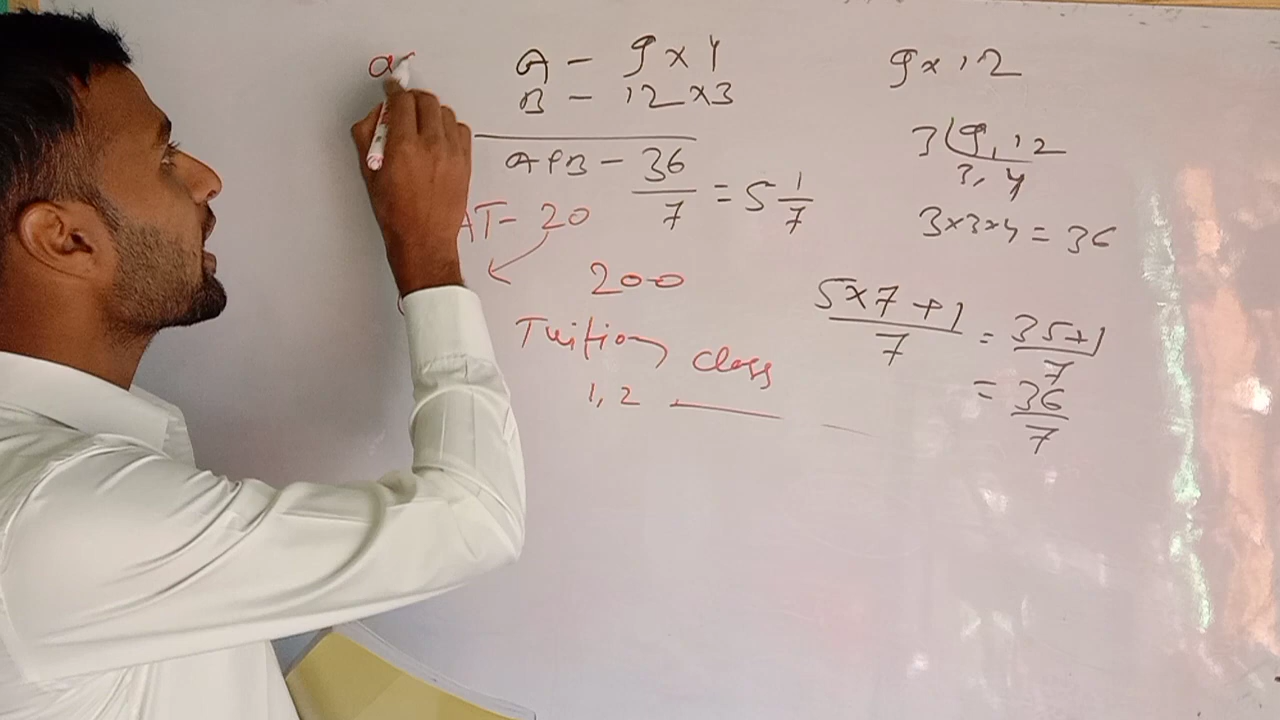 A - 9 x 4
B - 12 x 3
A+B - 36/7 = 5 1/7
AT- 20
200
Tuition class
1, 2
9 x 12
3 9, 12
3, 4
3x3x4 = 36
5x7+1/7 = 35+1/7
= 36/7